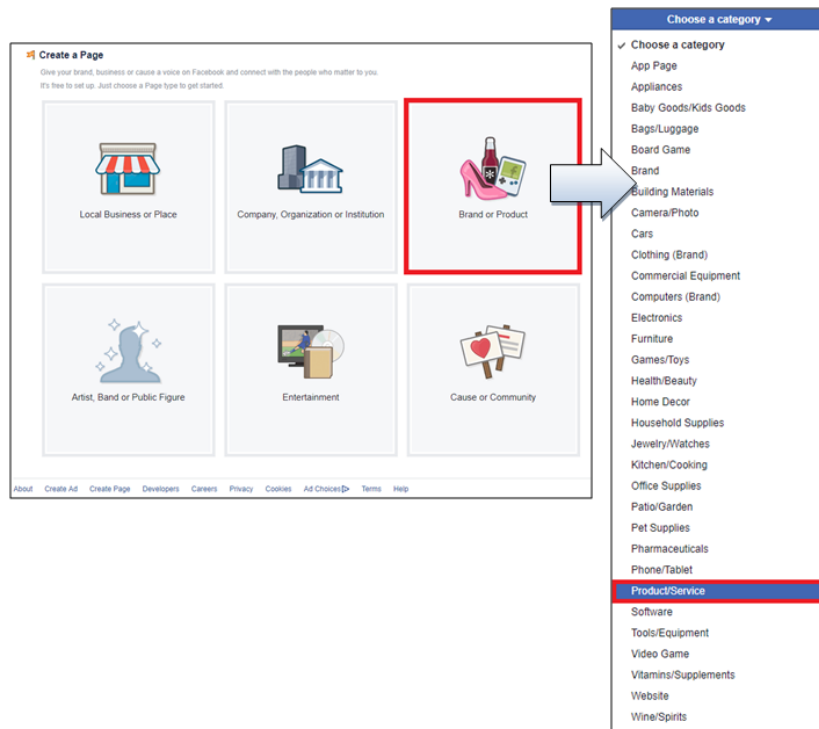 Create a Page
Give your brand, business or cause a voice on Facebook and connect with the people who matter to you.
It's free to set up. Just choose a Page type to get started.
Local Business or Place
Company, Organization or Institution
Brand or Product
Artist, Band or Public Figure
Entertainment
Cause or Community
About Create Ad Create Page Developers Careers Privacy Cookies Ad Choices Terms Help
Choose a category
Choose a category
App Page
Appliances
Baby Goods/Kids Goods
Bags/Luggage
Board Game
Brand
Building Materials
Camera/Photo
Cars
Clothing (Brand)
Commercial Equipment
Computers (Brand)
Electronics
Furniture
Games/Toys
Health/Beauty
Home Decor
Household Supplies
Jewelry/Watches
Kitchen/Cooking
Office Supplies
Patio/Garden
Pet Supplies
Pharmaceuticals
Phone/Tablet
Product/Service
Software
Tools/Equipment
Video Game
Vitamins/Supplements
Website
Wine/Spirits